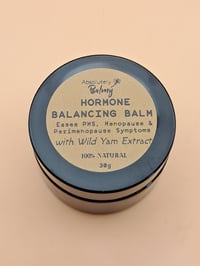 Absolutely
Balmy
HORMONE
BALANCING BALM
Eases PMS, Menopause &
Perimenopause Symptoms
with Wild Yam Extract
100% NATURAL
30g